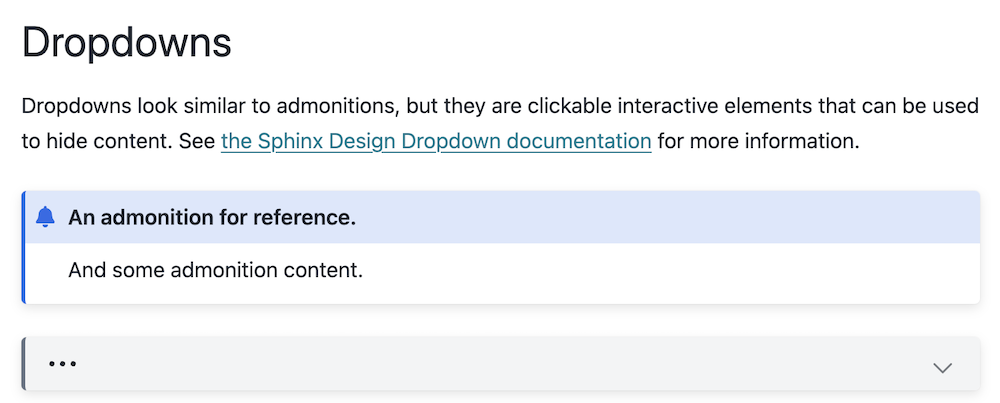 Dropdowns
Dropdowns look similar to admonitions, but they are clickable interactive elements that can be used
to hide content. See the Sphinx Design Dropdown documentation for more information.
An admonition for reference.
And some admonition content.
•••